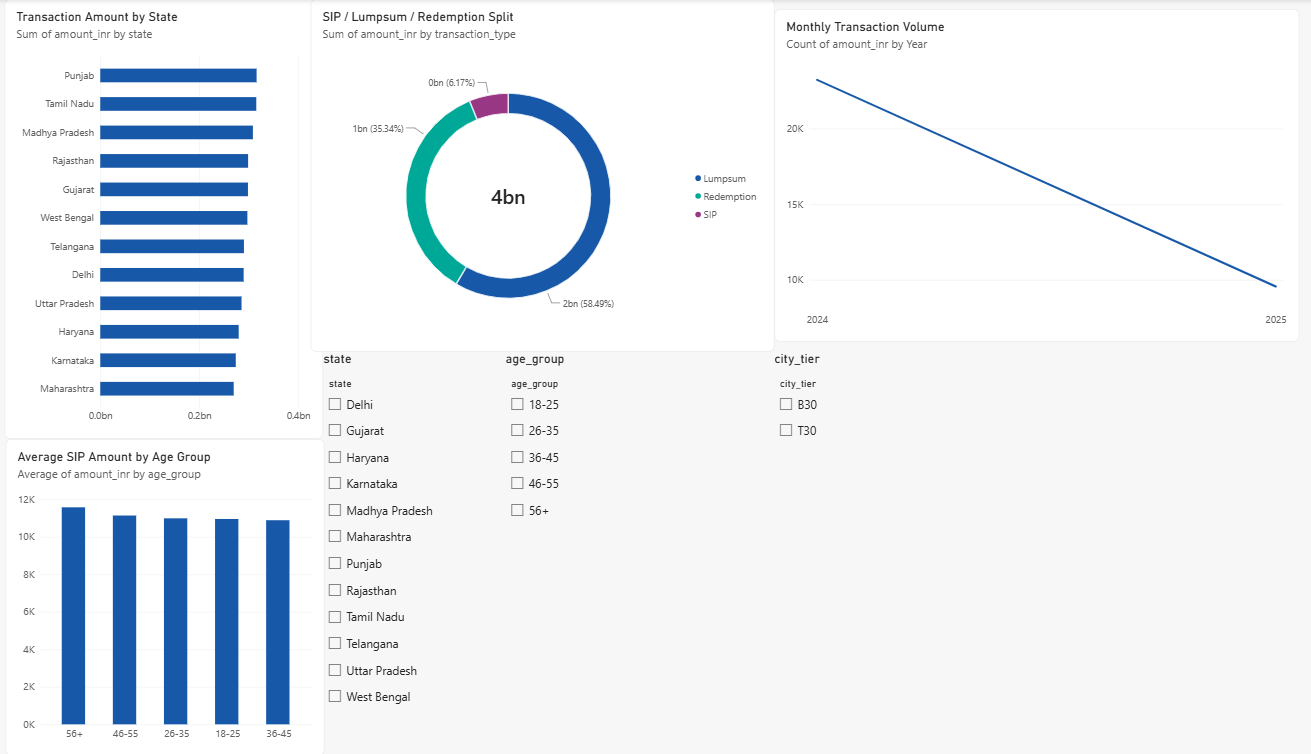 Transaction Amount by State
Sum of amount_inr by state
Punjab
Tamil Nadu
Madhya Pradesh
Rajasthan
Gujarat
West Bengal
Telangana
Delhi
Uttar Pradesh
Haryana
Karnataka
Maharashtra
0.0bn 0.2bn 0.4bn
SIP / Lumpsum / Redemption Split
Sum of amount_inr by transaction_type
0bn (6.17%)
1bn (35.34%)
4bn
2bn (58.49%)
Lumpsum
Redemption
SIP
Monthly Transaction Volume
Count of amount_inr by Year
20K
15K
10K
2024 2025
Average SIP Amount by Age Group
Average of amount_inr by age_group
12K
10K
8K
6K
4K
2K
0K
56+ 46-55 26-35 18-25 36-45
state
state
Delhi
Gujarat
Haryana
Karnataka
Madhya Pradesh
Maharashtra
Punjab
Rajasthan
Tamil Nadu
Telangana
Uttar Pradesh
West Bengal
age_group
age_group
18-25
26-35
36-45
46-55
56+
city_tier
city_tier
B30
T30